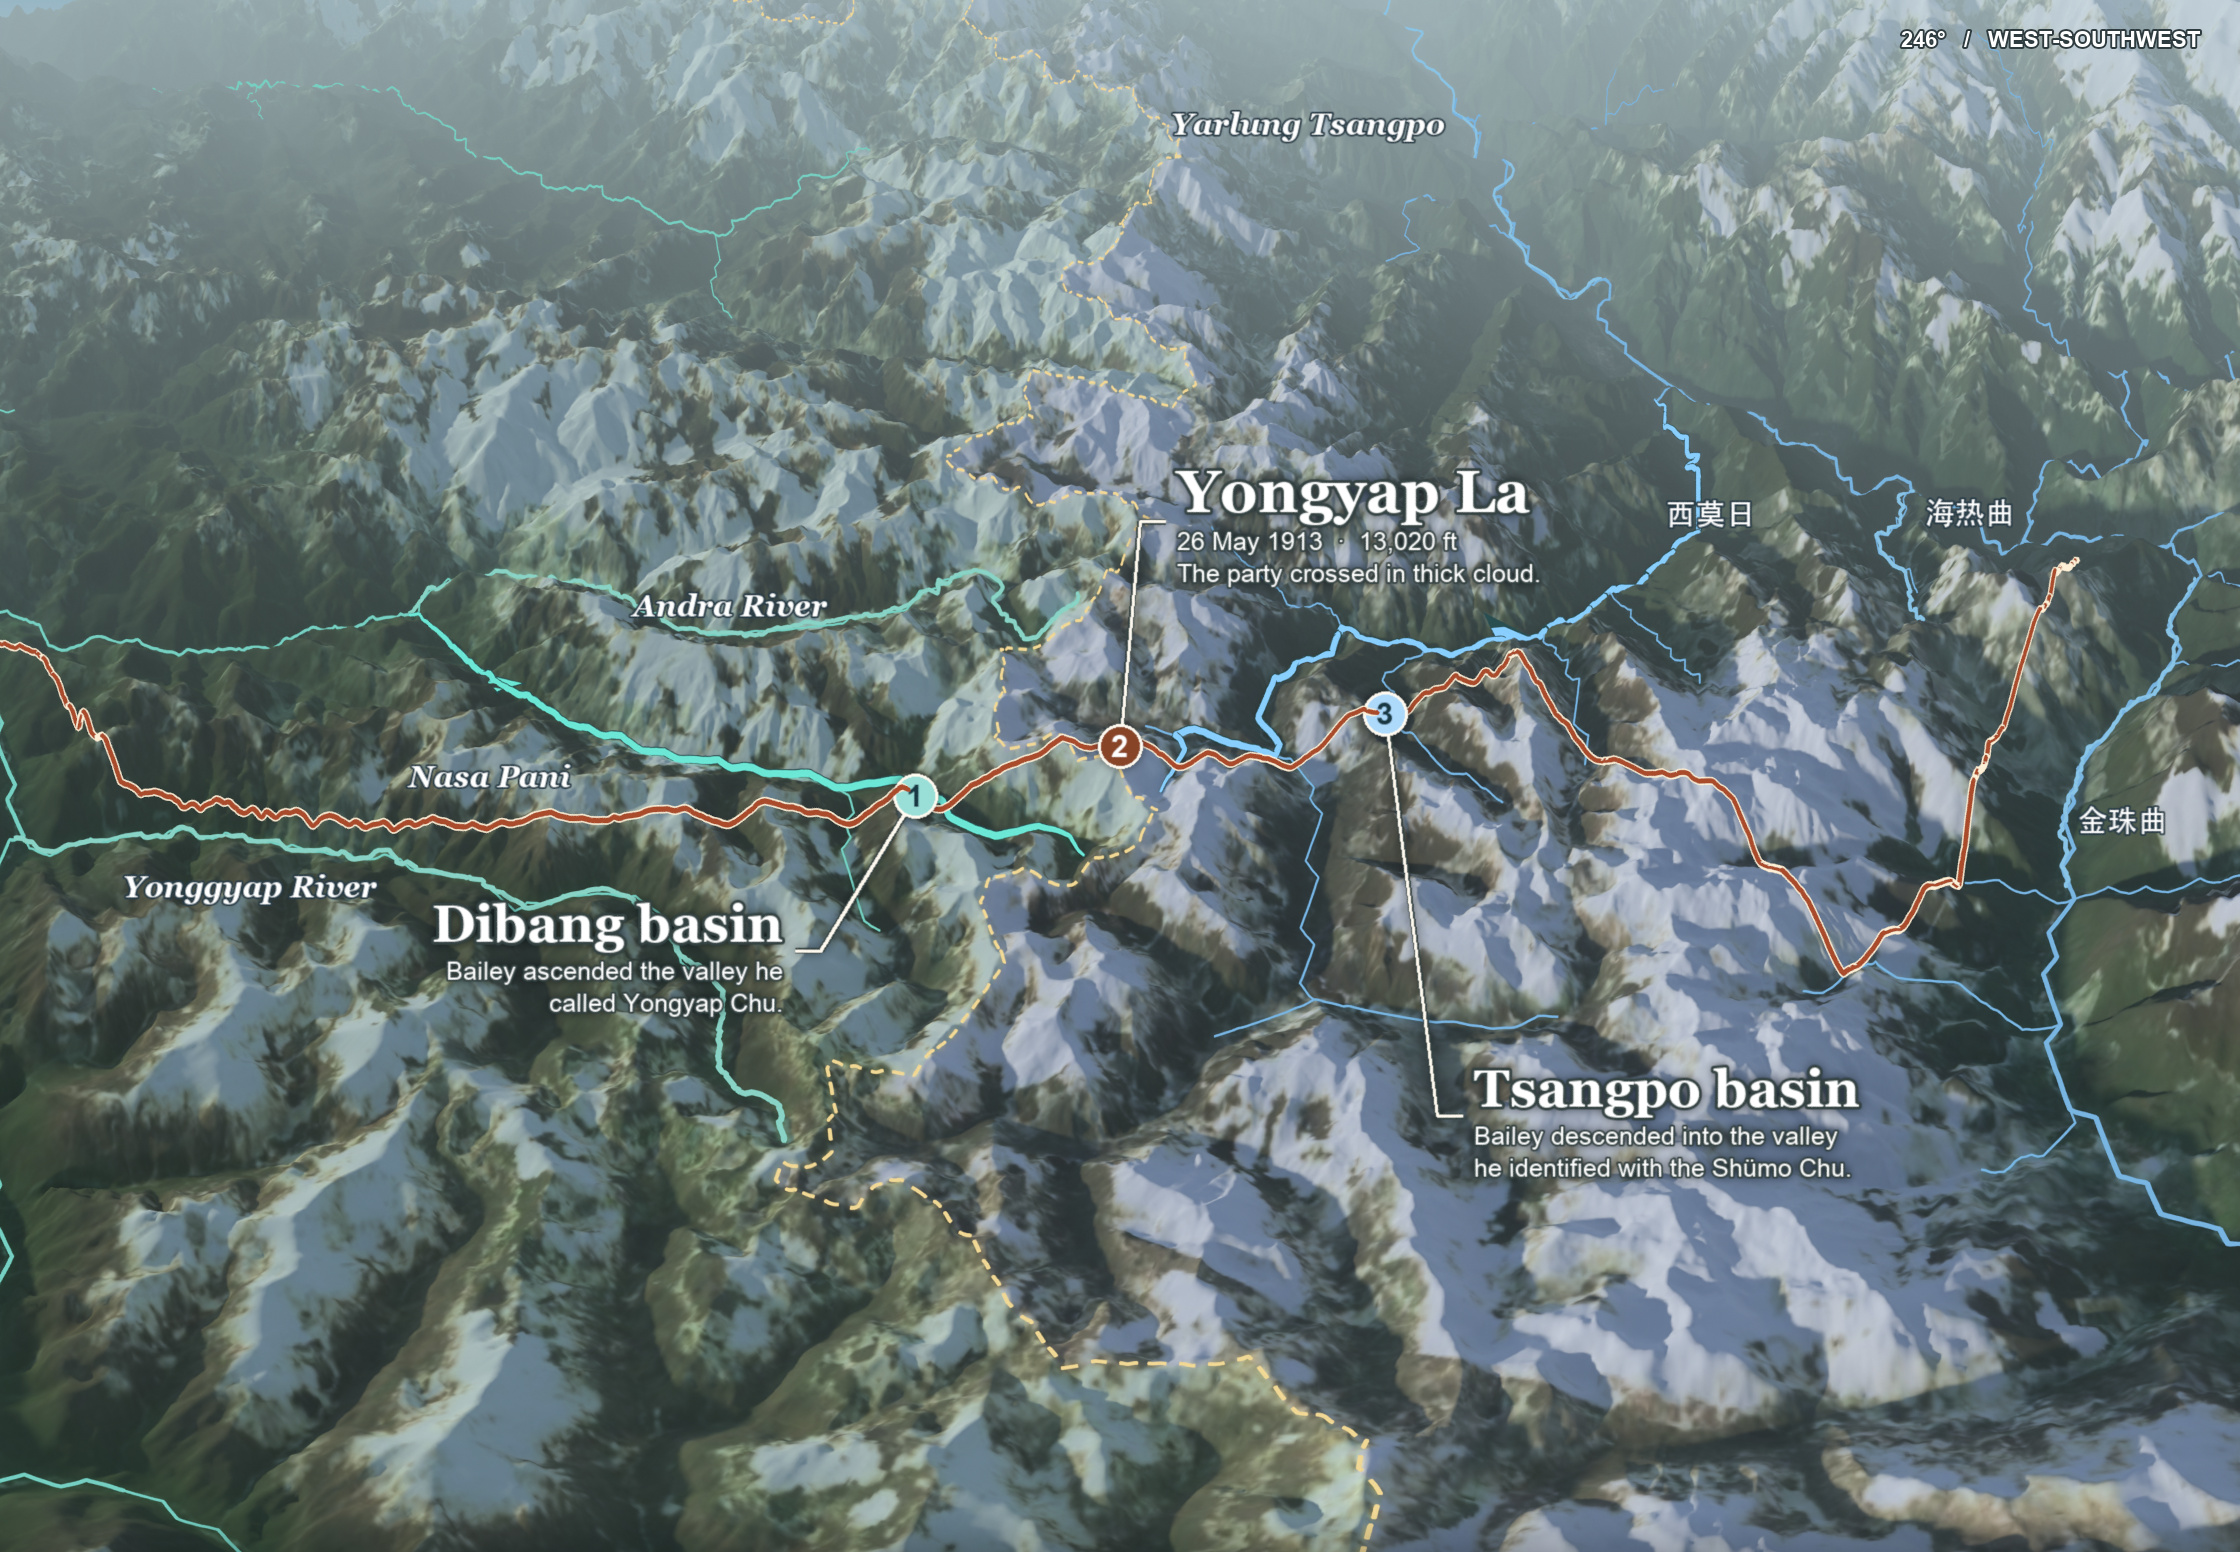 246° / WEST-SOUTHWEST
Yarlung Tsangpo
Yongyap La
26 May 1913 · 13,020 ft
The party crossed in thick cloud.
西莫日
海热曲
Andra River
2
3
Nasa Pani
1
金珠曲
Yonggyap River
Dibang basin
Bailey ascended the valley he
called Yongyap Chu.
Tsangpo basin
Bailey descended into the valley
he identified with the Shümo Chu.